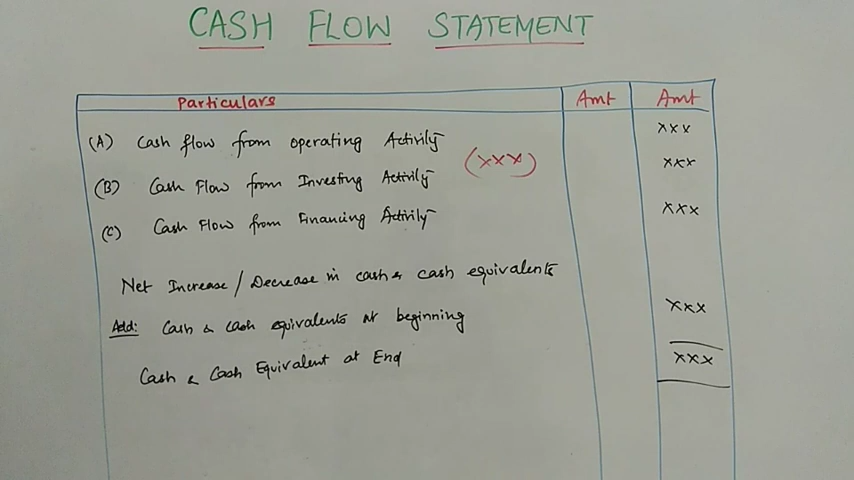 CASH FLOW STATEMENT
Particulars Amt Amt
(A) Cash flow from operating Activity xxx
(B) Cash Flow from Investing Activity (xxx) xxx
(C) Cash Flow from Financing Activity xxx
Net Increase / Decrease in cash & cash equivalents
Add: Cash & cash equivalents at beginning xxx
Cash & Cash Equivalent at End xxx